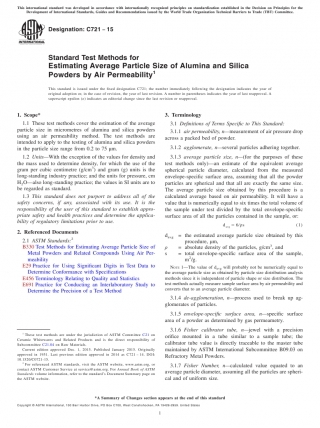 This international standard was developed in accordance with internationally recognized principles on standardization established in the Decision on Principles for the
Development of International Standards, Guides and Recommendations issued by the World Trade Organization Technical Barriers to Trade (TBT) Committee.
Designation: C721 − 15
Standard Test Methods for
Estimating Average Particle Size of Alumina and Silica
Powders by Air Permeability¹
This standard is issued under the fixed designation C721; the number immediately following the designation indicates the year of
original adoption or, in the case of revision, the year of last revision. A number in parentheses indicates the year of last reapproval. A
superscript epsilon (ε) indicates an editorial change since the last revision or reapproval.
1. Scope*
1.1 These test methods cover the estimation of the average
particle size in micrometres of alumina and silica powders
using an air permeability method. The test methods are
intended to apply to the testing of alumina and silica powders
in the particle size range from 0.2 to 75 µm.
1.2 Units—With the exception of the values for density and
the mass used to determine density, for which the use of the
gram per cubic centimetre (g/cm³) and gram (g) units is the
long-standing industry practice; and the units for pressure, cm
H₂O—also long-standing practice; the values in SI units are to
be regarded as standard.
1.3 This standard does not purport to address all of the
safety concerns, if any, associated with its use. It is the
responsibility of the user of this standard to establish appro-
priate safety and health practices and determine the applica-
bility of regulatory limitations prior to use.
2. Referenced Documents
2.1 ASTM Standards:²
B330 Test Methods for Estimating Average Particle Size of
Metal Powders and Related Compounds Using Air Per-
meability
E29 Practice for Using Significant Digits in Test Data to
Determine Conformance with Specifications
E456 Terminology Relating to Quality and Statistics
E691 Practice for Conducting an Interlaboratory Study to
Determine the Precision of a Test Method
¹ These test methods are under the jurisdiction of ASTM Committee C21 on
Ceramic Whitewares and Related Products and is the direct responsibility of
Subcommittee C21.04 on Raw Materials.
Current edition approved Dec. 1, 2015. Published January 2016. Originally
approved in 1981. Last previous edition approved in 2014 as C721 – 14. DOI:
10.1520/C0721-15.
² For referenced ASTM standards, visit the ASTM website, www.astm.org, or
contact ASTM Customer Service at service@astm.org. For Annual Book of ASTM
Standards volume information, refer to the standard's Document Summary page on
the ASTM website.
3. Terminology
3.1 Definitions of Terms Specific to This Standard:
3.1.1 air permeability, n—measurement of air pressure drop
across a packed bed of powder.
3.1.2 agglomerate, n—several particles adhering together.
3.1.3 average particle size, n—(for the purposes of these
test methods only)—an estimate of the equivalent average
spherical particle diameter, calculated from the measured
envelope-specific surface area, assuming that all the powder
particles are spherical and that all are exactly the same size.
The average particle size obtained by this procedure is a
calculated average based on air permeability. It will have a
value that is numerically equal to six times the total volume of
the sample under test divided by the total envelope-specific
surface area of all the particles contained in the sample, or:
d_avg = 6/ρs (1)
d_avg = the estimated average particle size obtained by this
procedure, µm,
ρ = absolute density of the particles, g/cm³, and
s = total envelope-specific surface area of the sample,
m²/g.
NOTE 1—The value of d_avg will probably not be numerically equal to
the average particle size as obtained by particle size distribution analysis
methods since it is independent of particle shape or size distribution. The
test methods actually measure sample surface area by air permeability and
converts that to an average particle diameter.
3.1.4 de-agglomeration, n—process used to break up ag-
glomerates of particles.
3.1.5 envelope-specific surface area, n—specific surface
area of a powder as determined by gas permeametry.
3.1.6 Fisher calibrator tube, n—jewel with a precision
orifice mounted in a tube similar to a sample tube; the
calibrator tube value is directly traceable to the master tube
maintained by ASTM International Subcommittee B09.03 on
Refractory Metals.
3.1.7 Fisher Number, n—calculated value equated to an
average particle diameter, assuming all the particles are spheri-
cal and of uniform size.
*A Summary of Changes section appears at the end of this standard
Copyright © ASTM International, 100 Barr Harbor Drive, PO Box C700, West Conshohocken, PA 19428-2959. United States
1